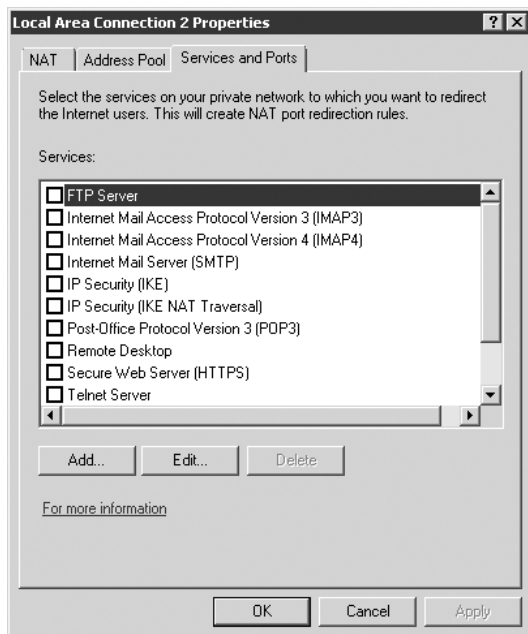 Local Area Connection 2 Properties
NAT
Address Pool
Services and Ports
Select the services on your private network to which you want to redirect
the Internet users. This will create NAT port redirection rules.
Services:
FTP Server
Internet Mail Access Protocol Version 3 (IMAP3)
Internet Mail Access Protocol Version 4 (IMAP4)
Internet Mail Server (SMTP)
IP Security (IKE)
IP Security (IKE NAT Traversal)
Post-Office Protocol Version 3 (POP3)
Remote Desktop
Secure Web Server (HTTPS)
Telnet Server
Add...
Edit...
Delete
For more information
OK
Cancel
Apply